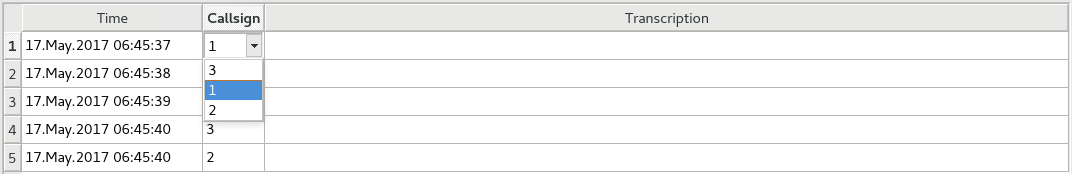 Time Callsign Transcription
1 17.May.2017 06:45:37 1
3
2 17.May.2017 06:45:38
1
3 17.May.2017 06:45:39
2
4 17.May.2017 06:45:40 3
5 17.May.2017 06:45:40 2